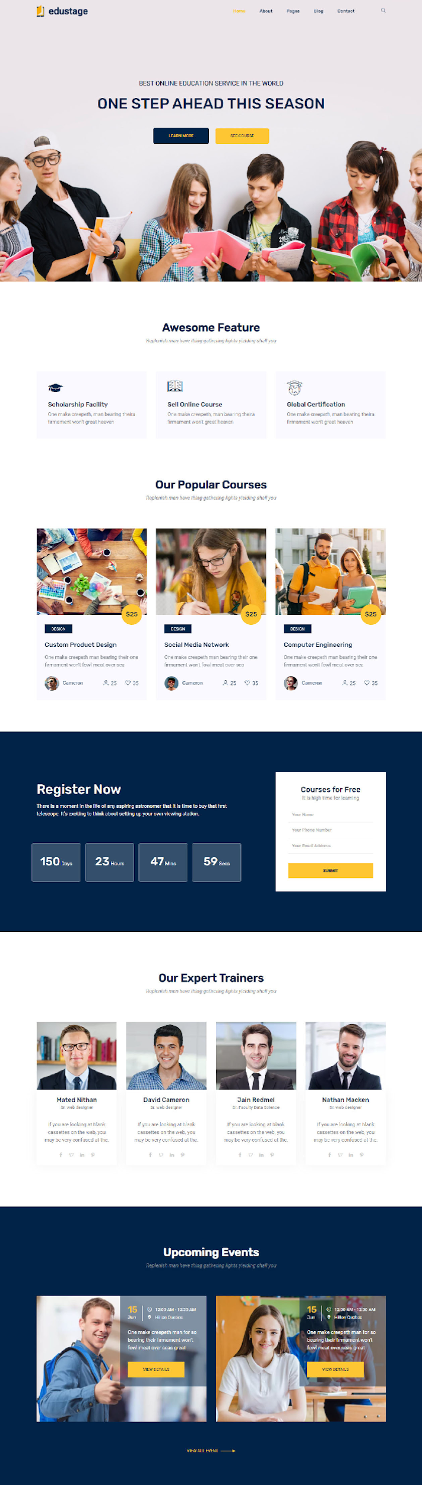 edustage
Home About Pages Blog Contact
BEST ONLINE EDUCATION SERVICE IN THE WORLD
ONE STEP AHEAD THIS SEASON
LEARN MORE SEE COURSE
Awesome Feature
Replenish man have thing gathering lights yielding shall you
Scholarship Facility
One make creepeth, man bearing theira
firmament won't great heaven
Sell Online Course
One make creepeth, man bearing theira
firmament won't great heaven
Global Certification
One make creepeth, man bearing theira
firmament won't great heaven
Our Popular Courses
Replenish man have thing gathering lights yielding shall you
$25
DESIGN
Custom Product Design
One make creepeth man bearing their one
firmament won't fowl meat over sea
Cameron 25 35
$25
DESIGN
Social Media Network
One make creepeth man bearing their one
firmament won't fowl meat over sea
Cameron 25 35
$25
DESIGN
Computer Engineering
One make creepeth man bearing their one
firmament won't fowl meat over sea
Cameron 25 35
Register Now
There is a moment in the life of any aspiring astronomer that it is time to buy that first
telescope. It's exciting to think about setting up your own viewing station.
150 Days 23 Hours 47 Mins 59 Secs
Courses for Free
It is high time for learning
Your Name
Your Phone Number
Your Email Address
SUBMIT
Our Expert Trainers
Replenish man have thing gathering lights yielding shall you
Mated Nithan
Sr. web designer
If you are looking at blank
cassettes on the web, you
may be very confused at the.
David Cameron
Sr. web designer
If you are looking at blank
cassettes on the web, you
may be very confused at the.
Jain Redmel
Sr. Faculty Data Science
If you are looking at blank
cassettes on the web, you
may be very confused at the.
Nathan Macken
Sr. web designer
If you are looking at blank
cassettes on the web, you
may be very confused at the.
Upcoming Events
Replenish man have thing gathering lights yielding shall you
15
Jun
12:00 AM - 12:30 AM
Hilton Quebec
One make creepeth man for so
bearing their firmament won't
fowl meat over seas great
VIEW DETAILS
15
Jun
12:00 AM - 12:30 AM
Hilton Quebec
One make creepeth man for so
bearing their firmament won't
fowl meat over seas great
VIEW DETAILS
VIEW ALL EVENT